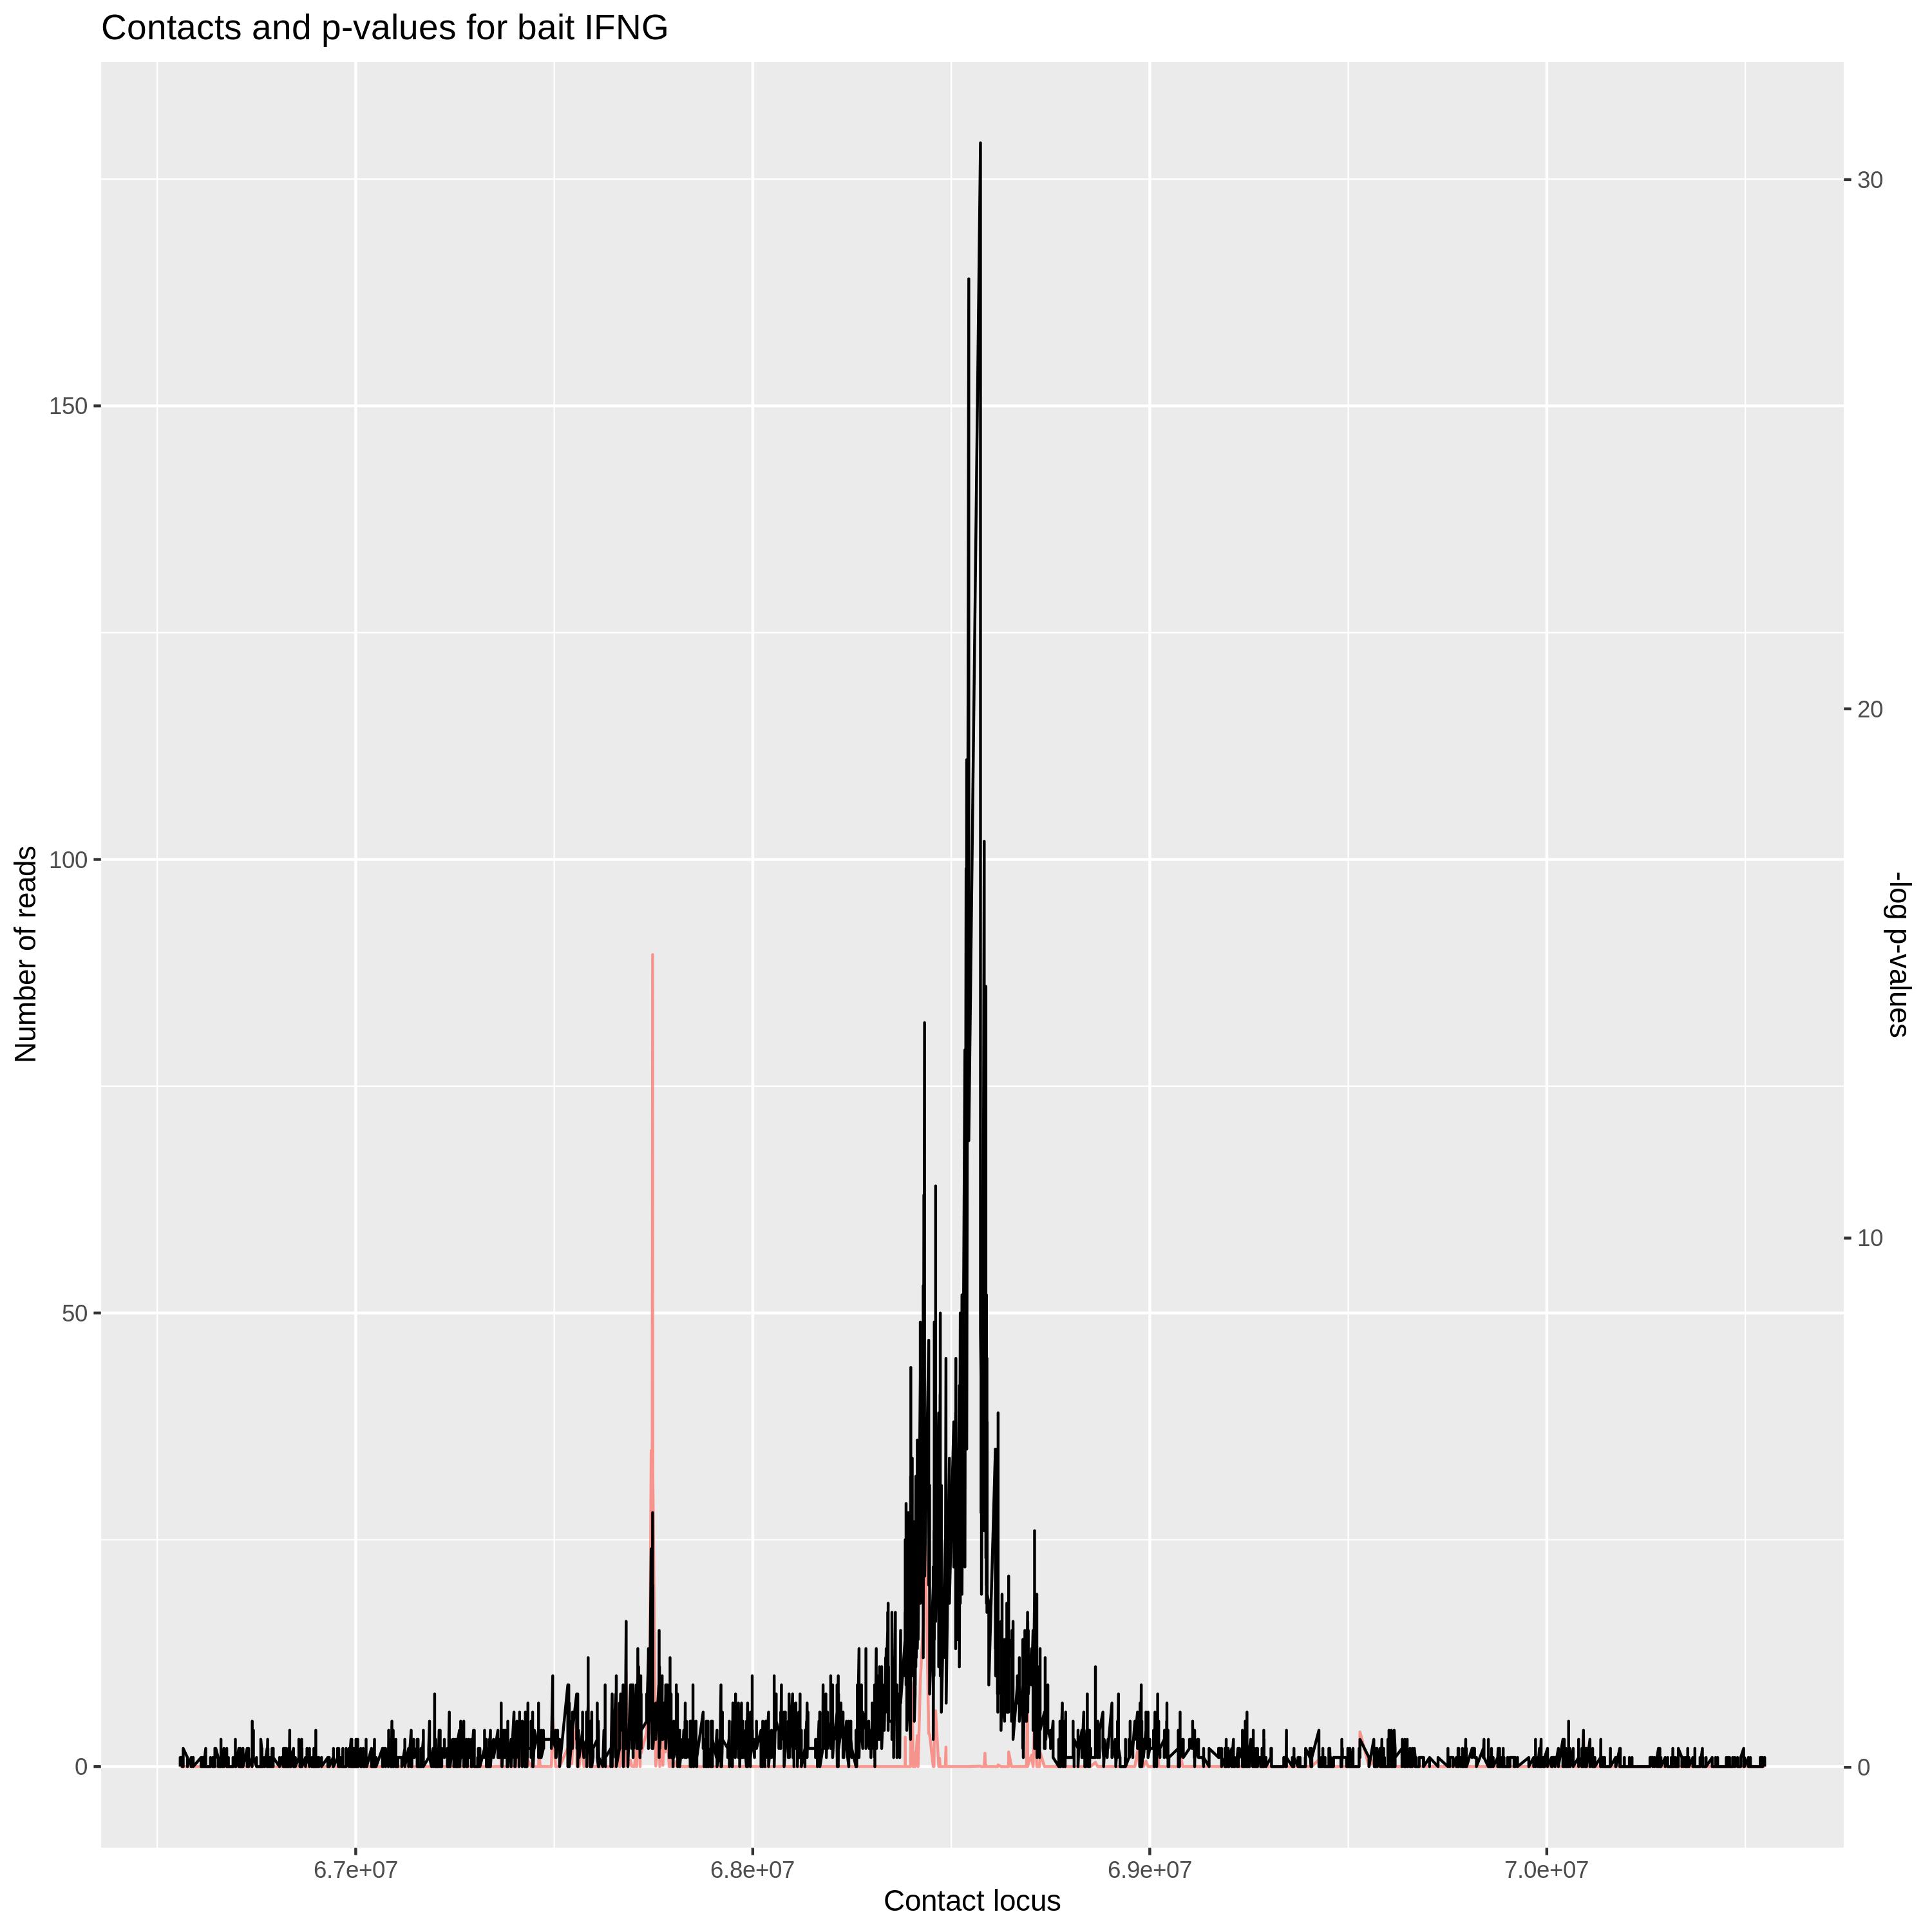 Contacts and p-values for bait IFNG
Number of reads
150
100
50
0
30
20
10
0
-log p-values
6.7e+07
6.8e+07
6.9e+07
7.0e+07
Contact locus